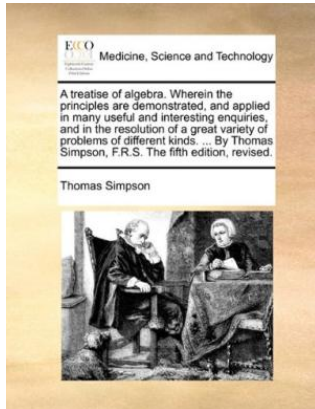 ECCO
Medicine, Science and Technology
A treatise of algebra. Wherein the
principles are demonstrated, and applied
in many useful and interesting enquiries,
and in the resolution of a great variety of
problems of different kinds. ... By Thomas
Simpson, F.R.S. The fifth edition, revised.
Thomas Simpson